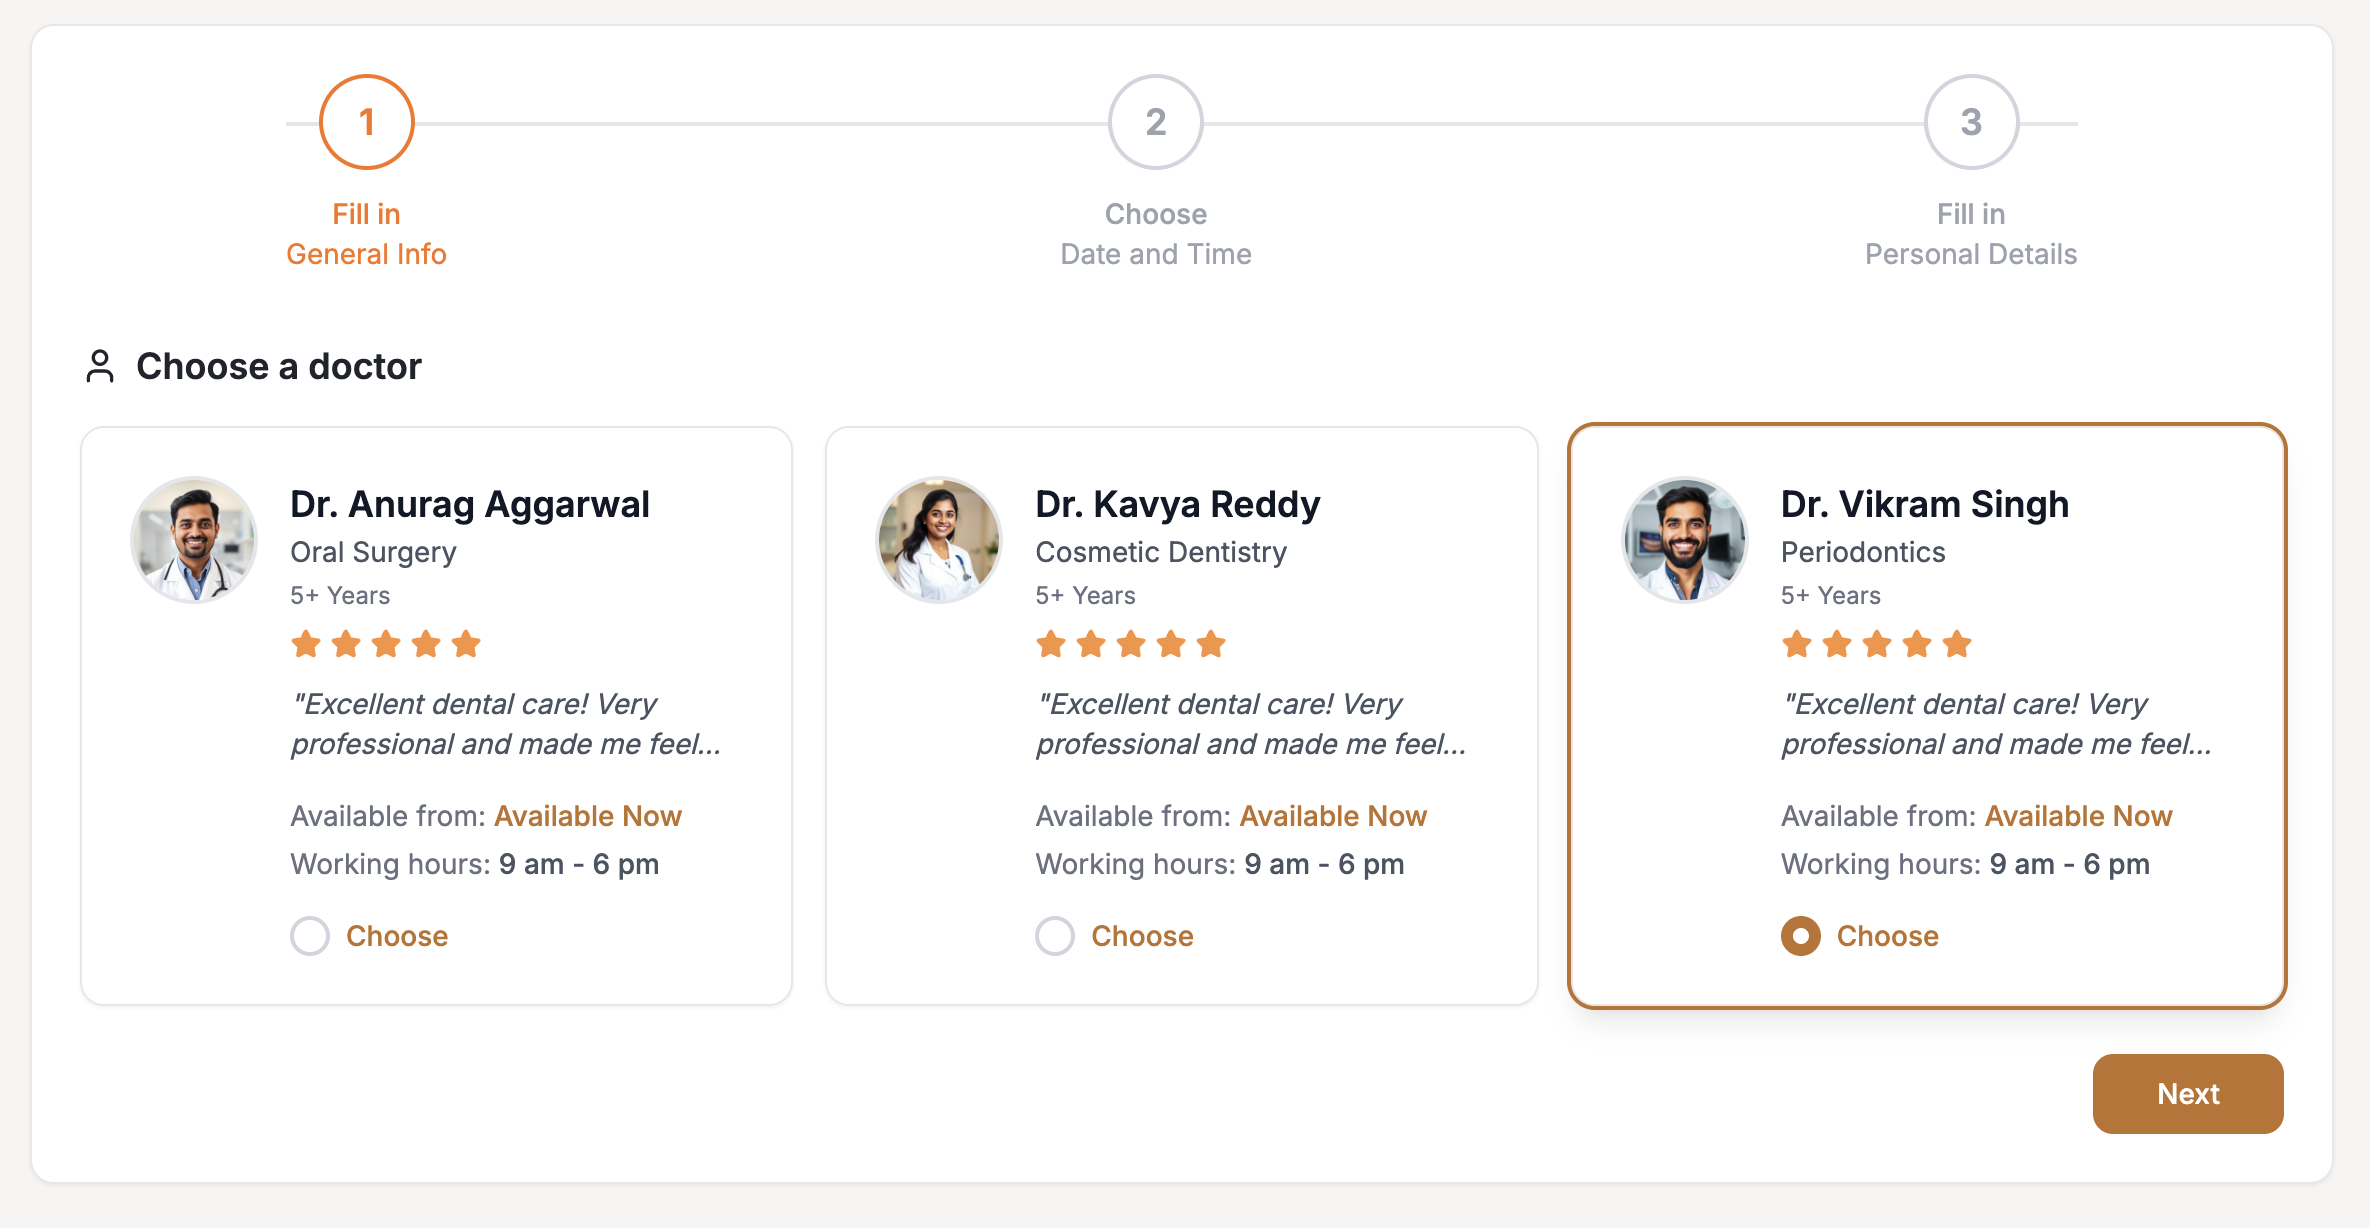 1
2
3
Fill in
General Info
Choose
Date and Time
Fill in
Personal Details
Choose a doctor
Dr. Anurag Aggarwal
Oral Surgery
5+ Years
"Excellent dental care! Very
professional and made me feel...
Available from: Available Now
Working hours: 9 am - 6 pm
Choose
Dr. Kavya Reddy
Cosmetic Dentistry
5+ Years
"Excellent dental care! Very
professional and made me feel...
Available from: Available Now
Working hours: 9 am - 6 pm
Choose
Dr. Vikram Singh
Periodontics
5+ Years
"Excellent dental care! Very
professional and made me feel...
Available from: Available Now
Working hours: 9 am - 6 pm
Choose
Next